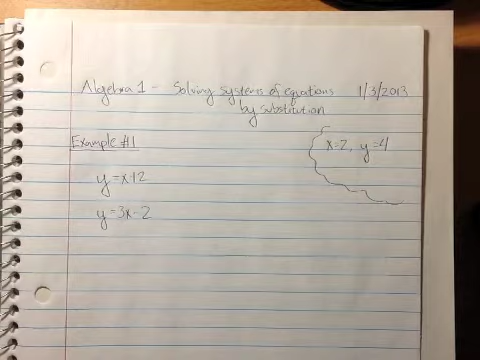 Algebra 1 - Solving systems of equations 1/3/2013
by substitution
Example #1
x=2, y=4
y=x+2
y=3x-2